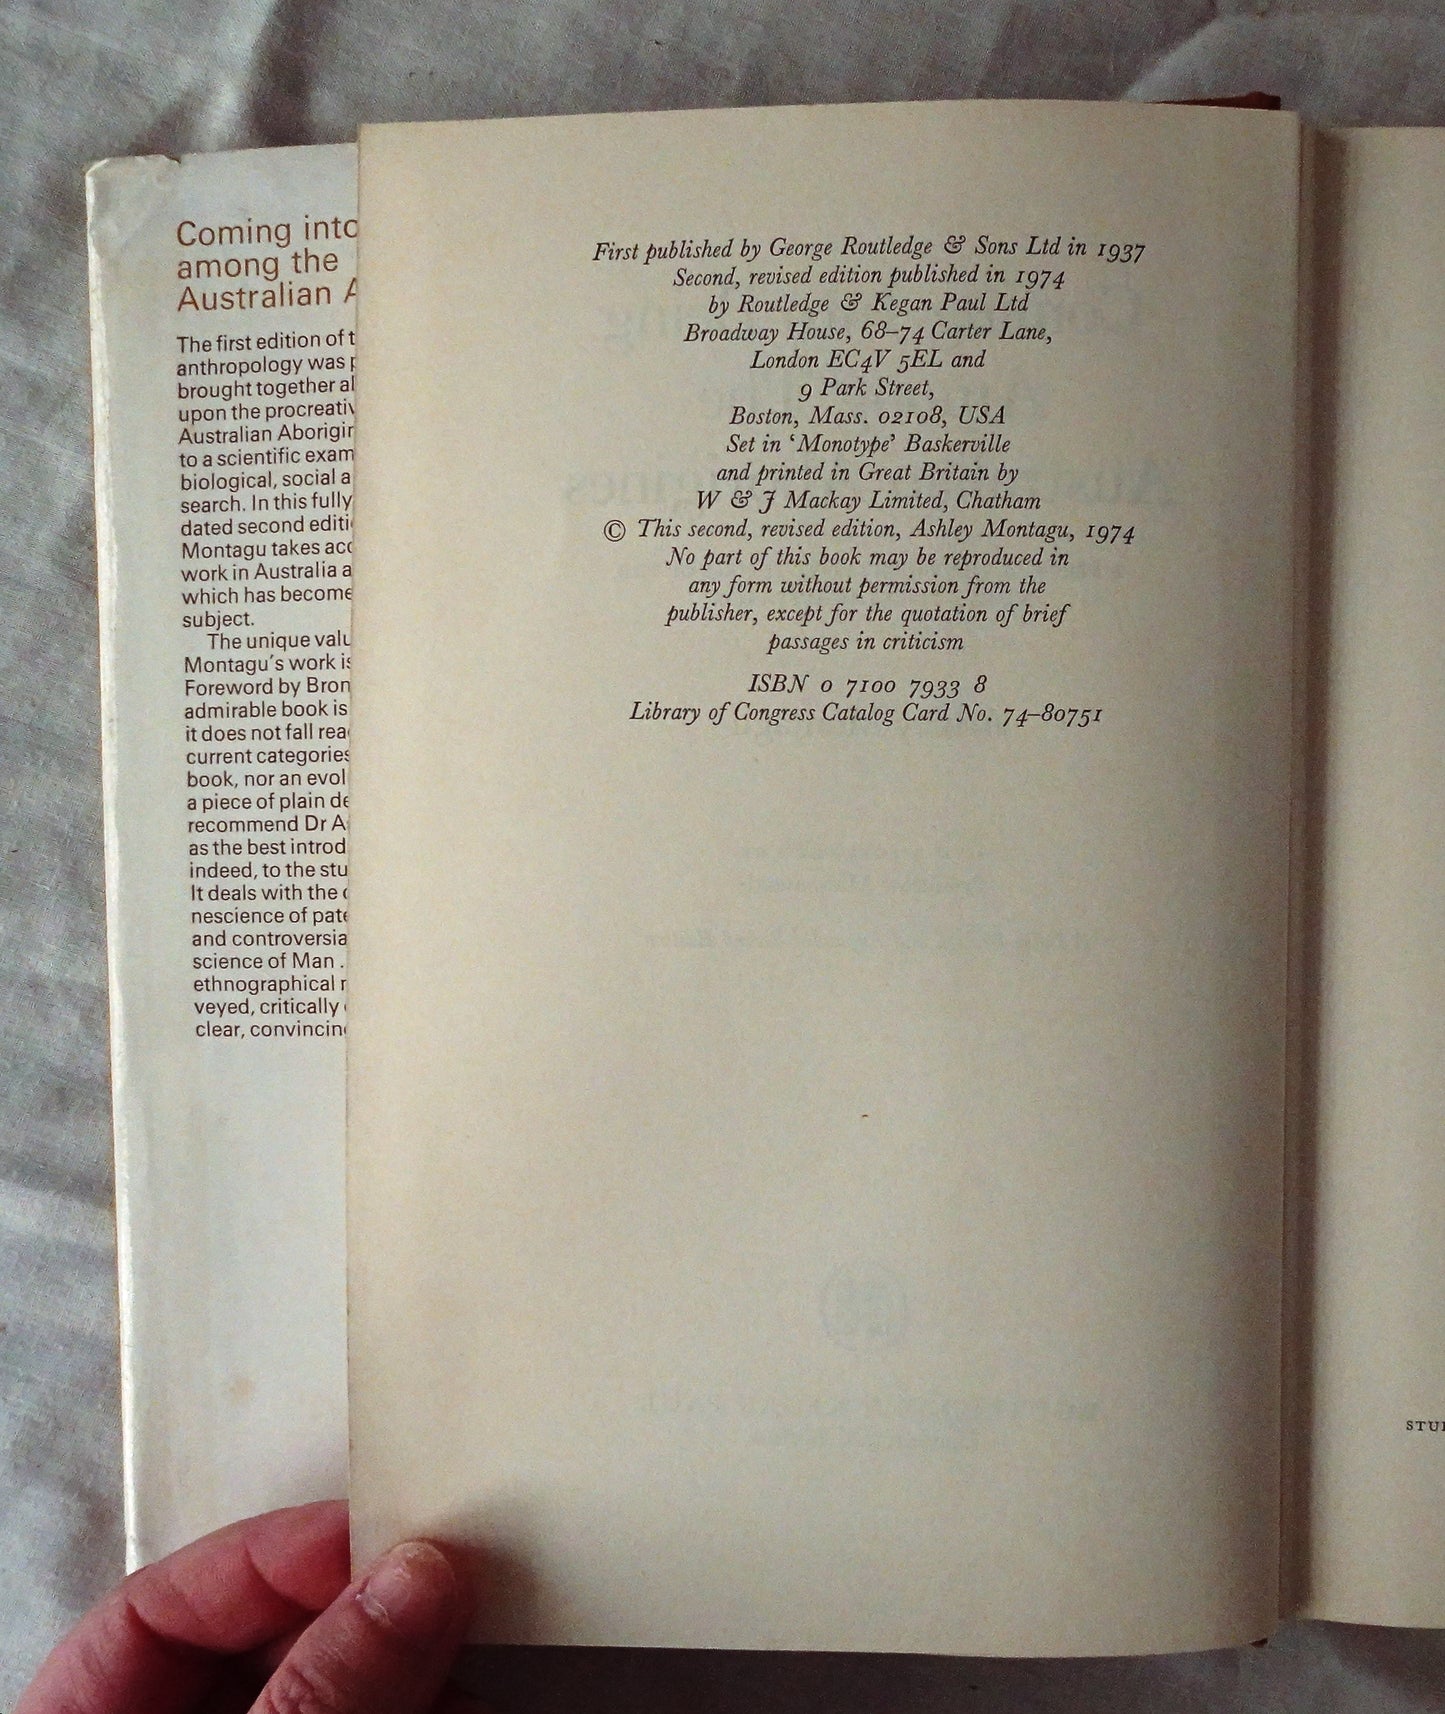 Coming into
among the
Australian A
The first edition of t
anthropology was p
brought together al
upon the procreativ
Australian Aborigin
to a scientific exam
biological, social a
search. In this fully
dated second editi
Montagu takes acc
work in Australia a
which has become
subject.
The unique valu
Montagu's work is
Foreword by Bron
admirable book is
it does not fall rea
current categories
book, nor an evol
a piece of plain de
recommend Dr As
as the best introd
indeed, to the stu
It deals with the c
nescience of pate
and controversia
science of Man .
ethnographical r
veyed, critically
clear, convincin
First published by George Routledge & Sons Ltd in 1937
Second, revised edition published in 1974
by Routledge & Kegan Paul Ltd
Broadway House, 68–74 Carter Lane,
London EC4V 5EL and
9 Park Street,
Boston, Mass. 02108, USA
Set in ‘Monotype’ Baskerville
and printed in Great Britain by
W & J Mackay Limited, Chatham
© This second, revised edition, Ashley Montagu, 1974
No part of this book may be reproduced in
any form without permission from the
publisher, except for the quotation of brief
passages in criticism
ISBN 0 7100 7933 8
Library of Congress Catalog Card No. 74–80751
STU